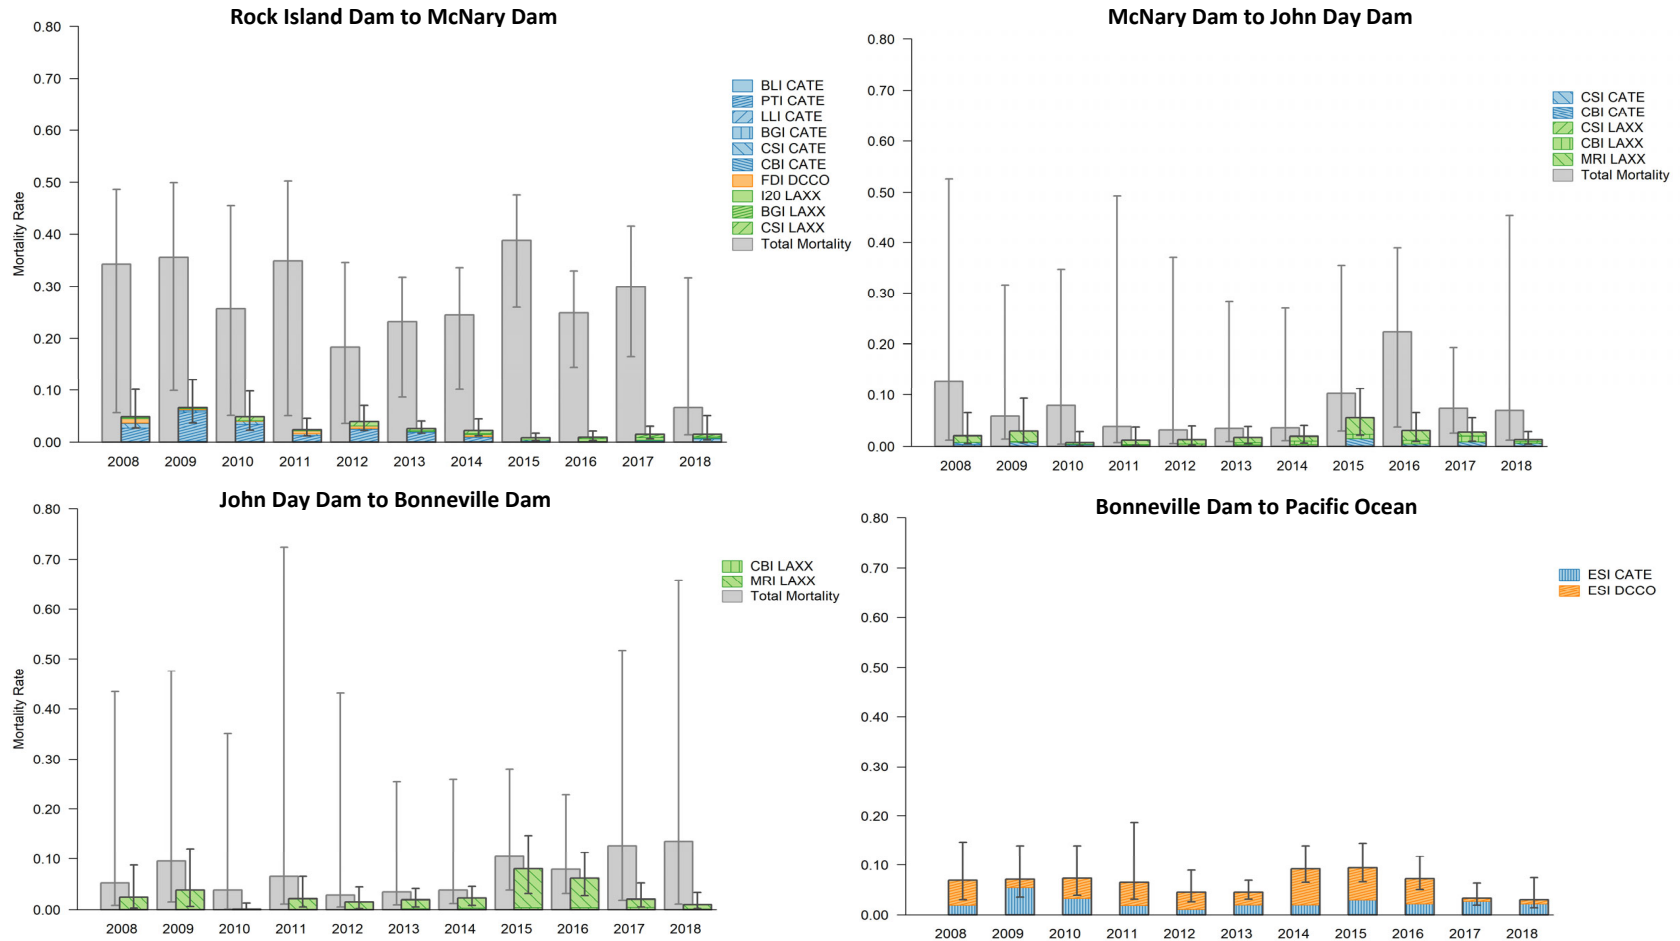 Rock Island Dam to McNary Dam
0.80
0.70
0.60
0.50
0.40
0.30
0.20
0.10
0.00
Mortality Rate
2008 2009 2010 2011 2012 2013 2014 2015 2016 2017 2018
BLI CATE
PTI CATE
LLI CATE
BGI CATE
CSI CATE
CBI CATE
FDI DCCO
I20 LAXX
BGI LAXX
CSI LAXX
Total Mortality
McNary Dam to John Day Dam
0.80
0.70
0.60
0.50
0.40
0.30
0.20
0.10
0.00
2008 2009 2010 2011 2012 2013 2014 2015 2016 2017 2018
CSI CATE
CBI CATE
CSI LAXX
CBI LAXX
MRI LAXX
Total Mortality
John Day Dam to Bonneville Dam
0.80
0.70
0.60
0.50
0.40
0.30
0.20
0.10
0.00
Mortality Rate
2008 2009 2010 2011 2012 2013 2014 2015 2016 2017 2018
CBI LAXX
MRI LAXX
Total Mortality
Bonneville Dam to Pacific Ocean
0.80
0.70
0.60
0.50
0.40
0.30
0.20
0.10
0.00
2008 2009 2010 2011 2012 2013 2014 2015 2016 2017 2018
ESI CATE
ESI DCCO